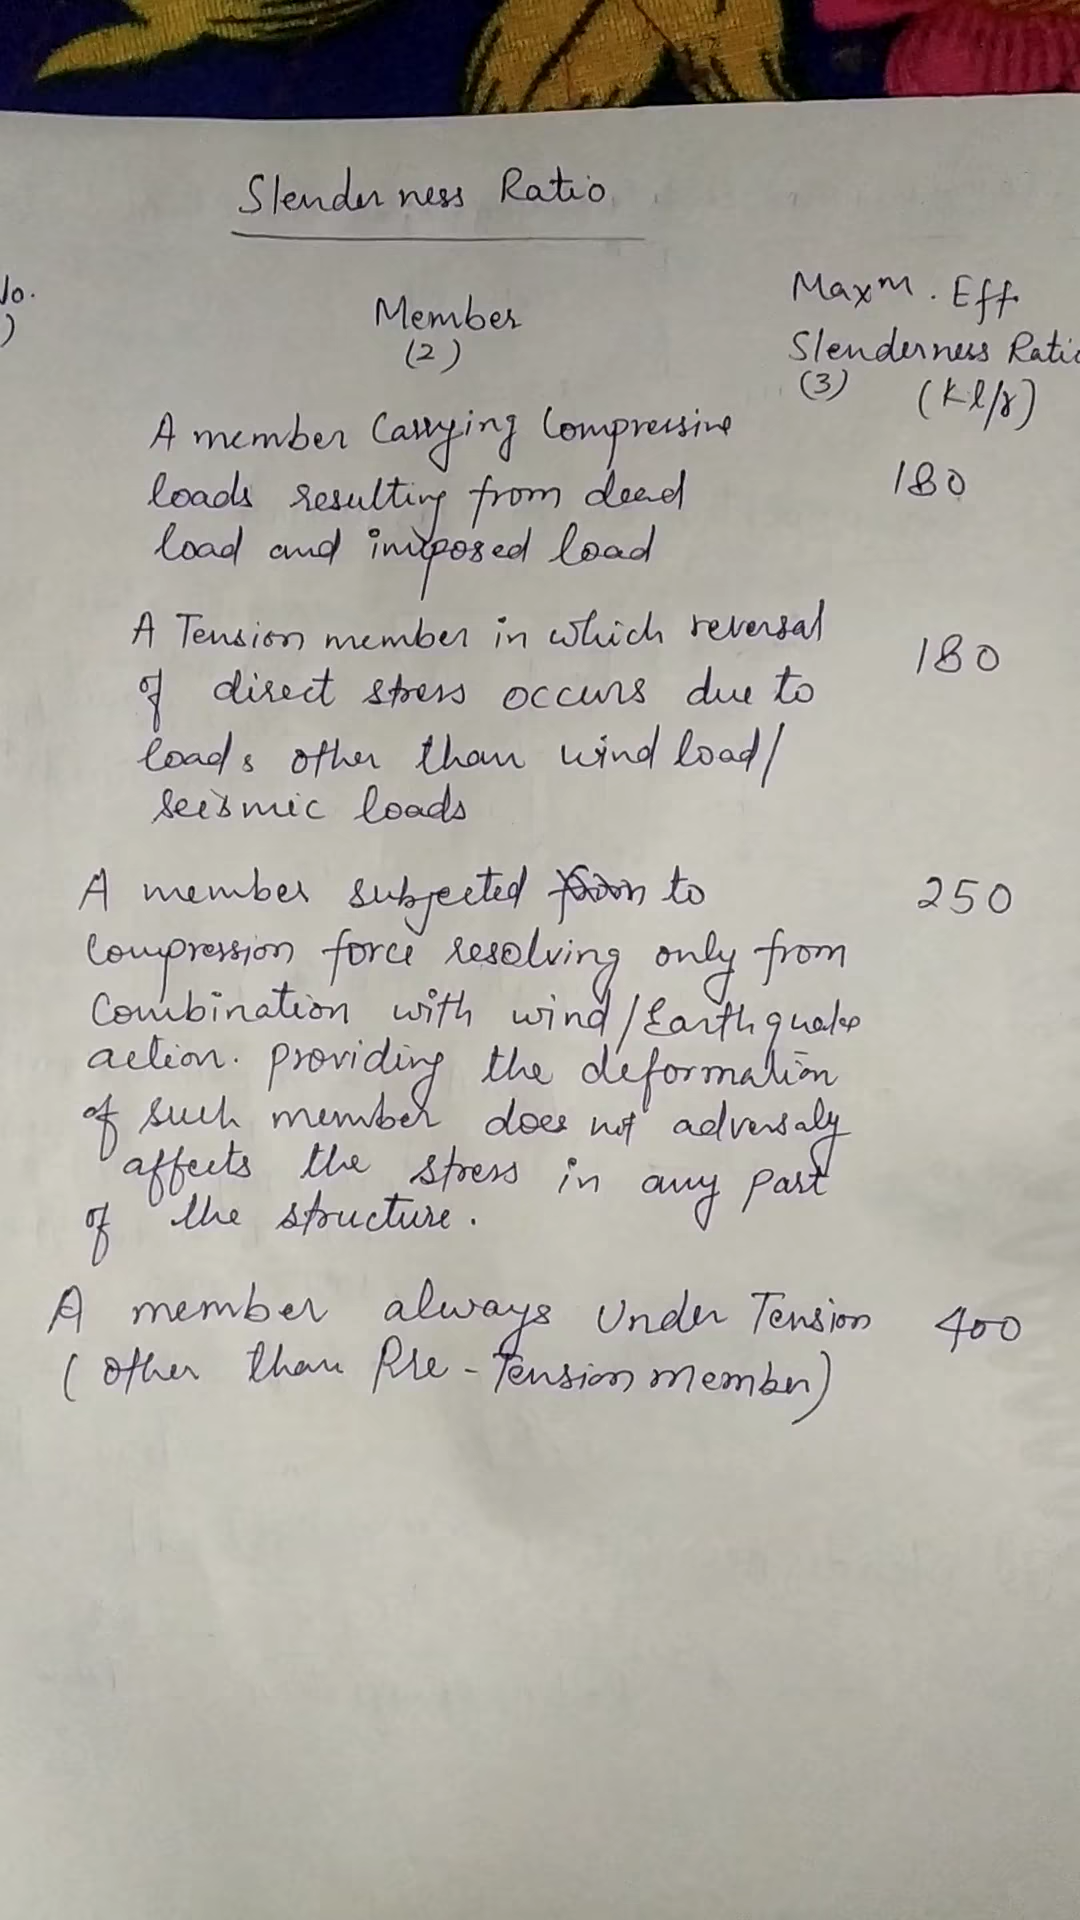 Slenderness Ratio
No.
)
Member
(2)
Maxm. Eff
Slenderness Ratio
(3) (Kl/r)
A member Carrying Compressive
loads resulting from dead
load and imposed load
180
A Tension member in which reversal
of direct stress occurs due to
loads other than wind load/
seismic loads
180
A member subjected to
Compression force resolving only from
Combination with wind/Earthquake
action. providing the deformation
of such member does not adversaly
affects the stress in any part
of the structure.
250
A member always Under Tension
(other than Pre-Tension member)
400